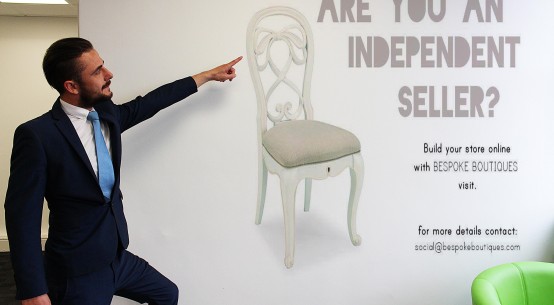 ARE YOU AN
INDEPENDENT
SELLER?
Build your store online
with BESPOKE BOUTIQUES
visit.
for more details contact:
social@bespokeboutiques.com